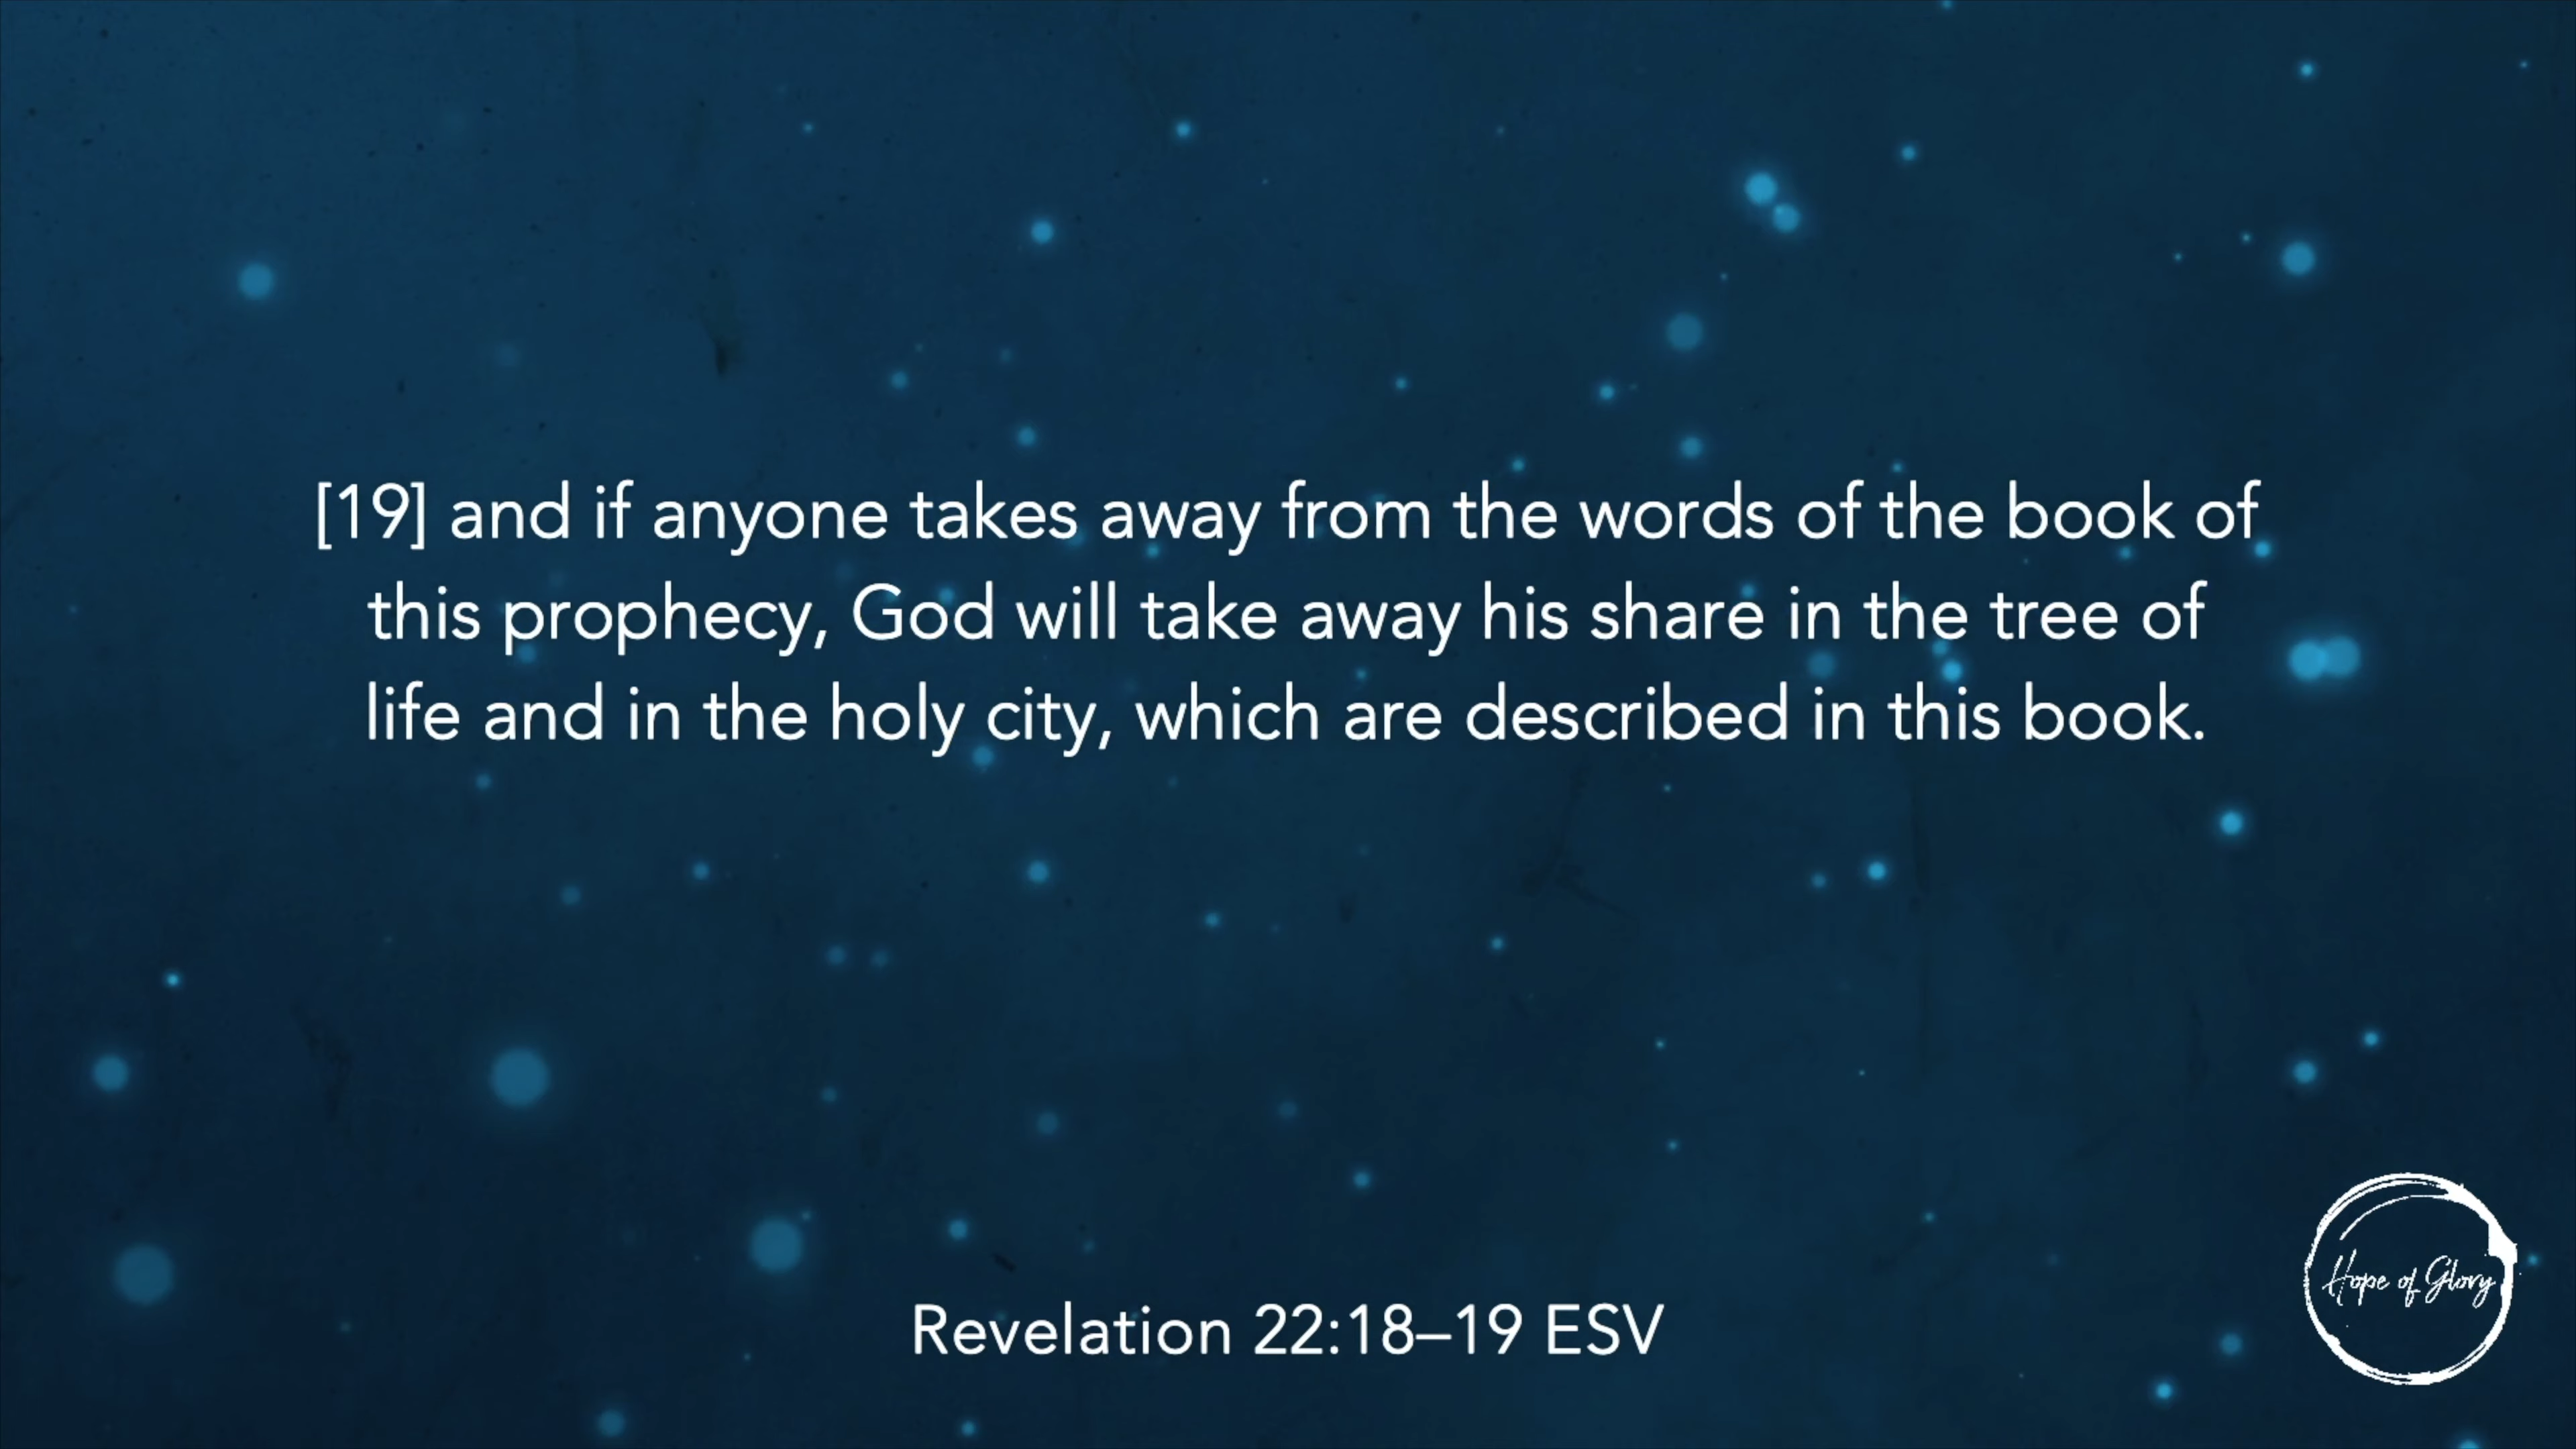 [19] and if anyone takes away from the words of the book of
this prophecy, God will take away his share in the tree of
life and in the holy city, which are described in this book.
Revelation 22:18–19 ESV
Hope of Glory